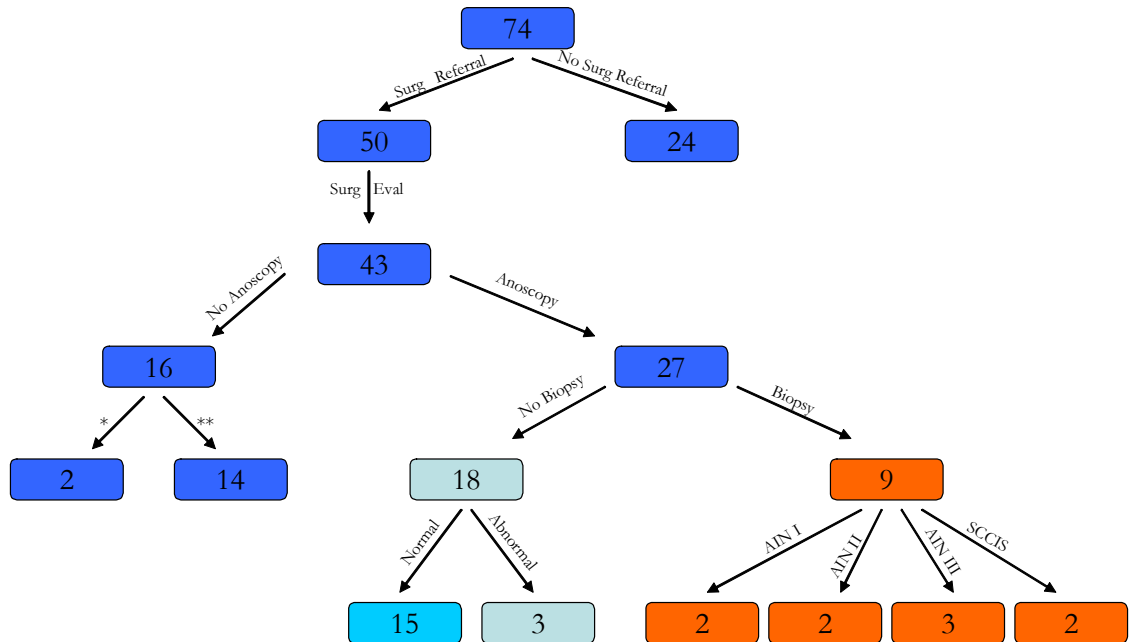 74
Surg Referral
No Surg Referral
50
24
Surg Eval
43
No Anoscopy
Anoscopy
16
27
*
**
No Biopsy
Biopsy
2
14
18
9
Normal
Abnormal
AIN I
AIN II
AIN III
SCCIS
15
3
2
2
3
2